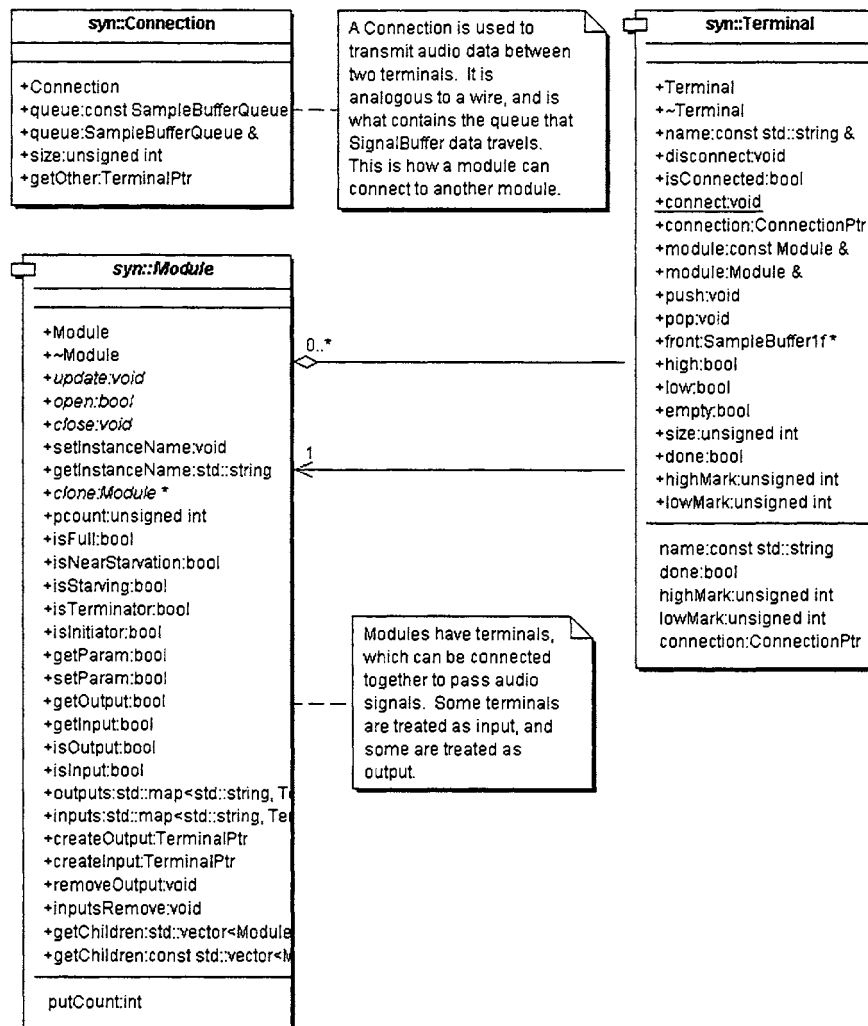 syn::Connection
+Connection
+queue:const SampleBufferQueue
+queue:SampleBufferQueue &
+size:unsigned int
+getOther:TerminalPtr
A Connection is used to
transmit audio data between
two terminals. It is
analogous to a wire, and is
what contains the queue that
SignalBuffer data travels.
This is how a module can
connect to another module.
syn::Terminal
+Terminal
+~Terminal
+name:const std::string &
+disconnect:void
+isConnected:bool
+connect:void
+connection:ConnectionPtr
+module:const Module &
+module:Module &
+push:void
+pop:void
+front:SampleBuffer1f *
+high:bool
+low:bool
+empty:bool
+size:unsigned int
+done:bool
+highMark:unsigned int
+lowMark:unsigned int
name:const std::string
done:bool
highMark:unsigned int
lowMark:unsigned int
connection:ConnectionPtr
syn::Module
+Module
+~Module
+update:void
+open:bool
+close:void
+setInstanceName:void
+getInstanceName:std::string
+clone:Module *
+pcount:unsigned int
+isFull:bool
+isNearStarvation:bool
+isStarving:bool
+isTerminator:bool
+isInitiator:bool
+getParam:bool
+setParam:bool
+getOutput:bool
+getInput:bool
+isOutput:bool
+isInput:bool
+outputs:std::map<std::string, Te
+inputs:std::map<std::string, Ter
+createOutput:TerminalPtr
+createInput:TerminalPtr
+removeOutput:void
+inputsRemove:void
+getChildren:std::vector<Module
+getChildren:const std::vector<M
putCount:int
0..*
1
Modules have terminals,
which can be connected
together to pass audio
signals. Some terminals
are treated as input, and
some are treated as
output.